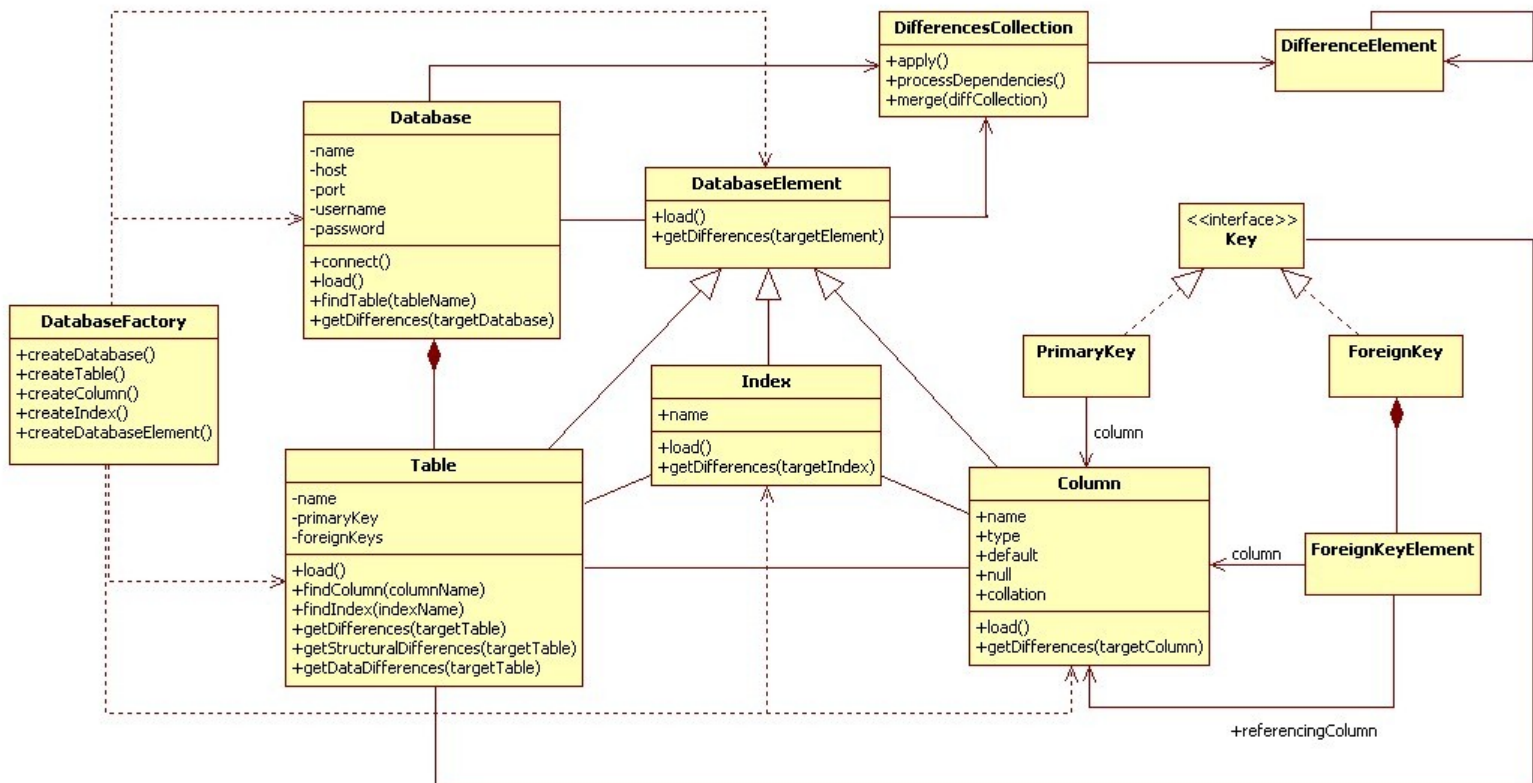 DifferencesCollection
+apply()
+processDependencies()
+merge(diffCollection)
DifferenceElement
Database
-name
-host
-port
-username
-password
+connect()
+load()
+findTable(tableName)
+getDifferences(targetDatabase)
DatabaseElement
+load()
+getDifferences(targetElement)
<<interface>>
Key
DatabaseFactory
+createDatabase()
+createTable()
+createColumn()
+createIndex()
+createDatabaseElement()
PrimaryKey
ForeignKey
Index
+name
+load()
+getDifferences(targetIndex)
column
Table
-name
-primaryKey
-foreignKeys
+load()
+findColumn(columnName)
+findIndex(indexName)
+getDifferences(targetTable)
+getStructuralDifferences(targetTable)
+getDataDifferences(targetTable)
Column
+name
+type
+default
+null
+collation
+load()
+getDifferences(targetColumn)
column
ForeignKeyElement
+referencingColumn